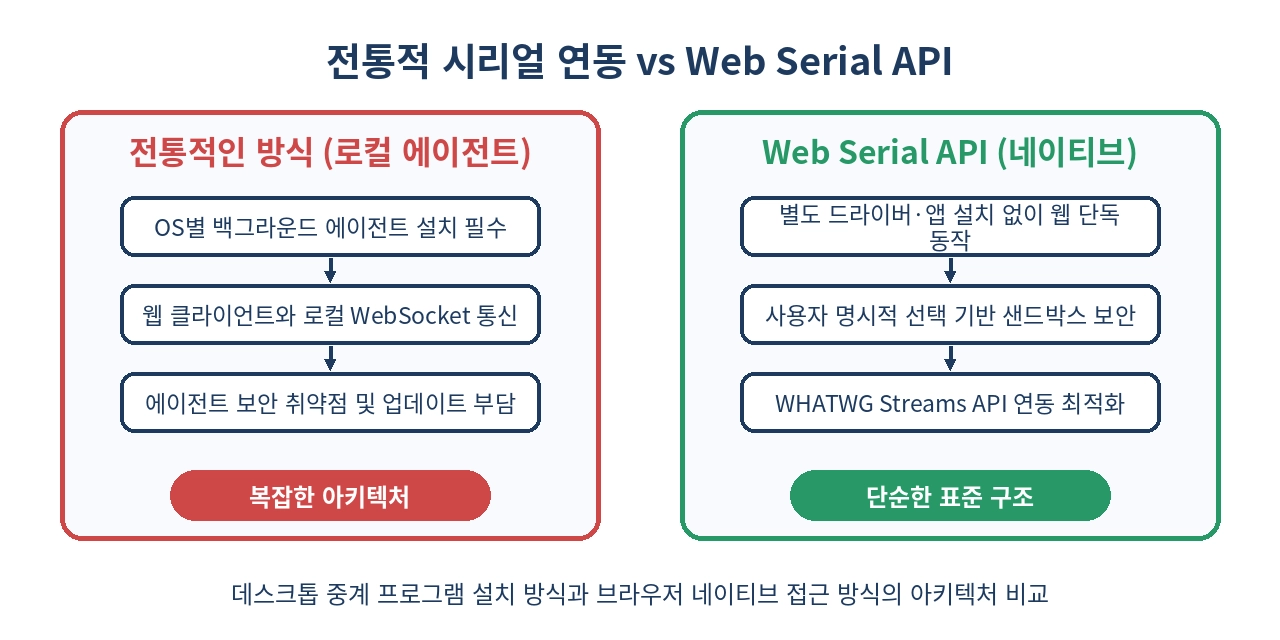 전통적 시리얼 연동 vs Web Serial API
전통적인 방식 (로컬 에이전트)
OS별 백그라운드 에이전트 설치 필수
웹 클라이언트와 로컬 WebSocket 통신
에이전트 보안 취약점 및 업데이트 부담
복잡한 아키텍처
Web Serial API (네이티브)
별도 드라이버·앱 설치 없이 웹 단독
동작
사용자 명시적 선택 기반 샌드박스 보안
WHATWG Streams API 연동 최적화
단순한 표준 구조
데스크톱 중계 프로그램 설치 방식과 브라우저 네이티브 접근 방식의 아키텍처 비교